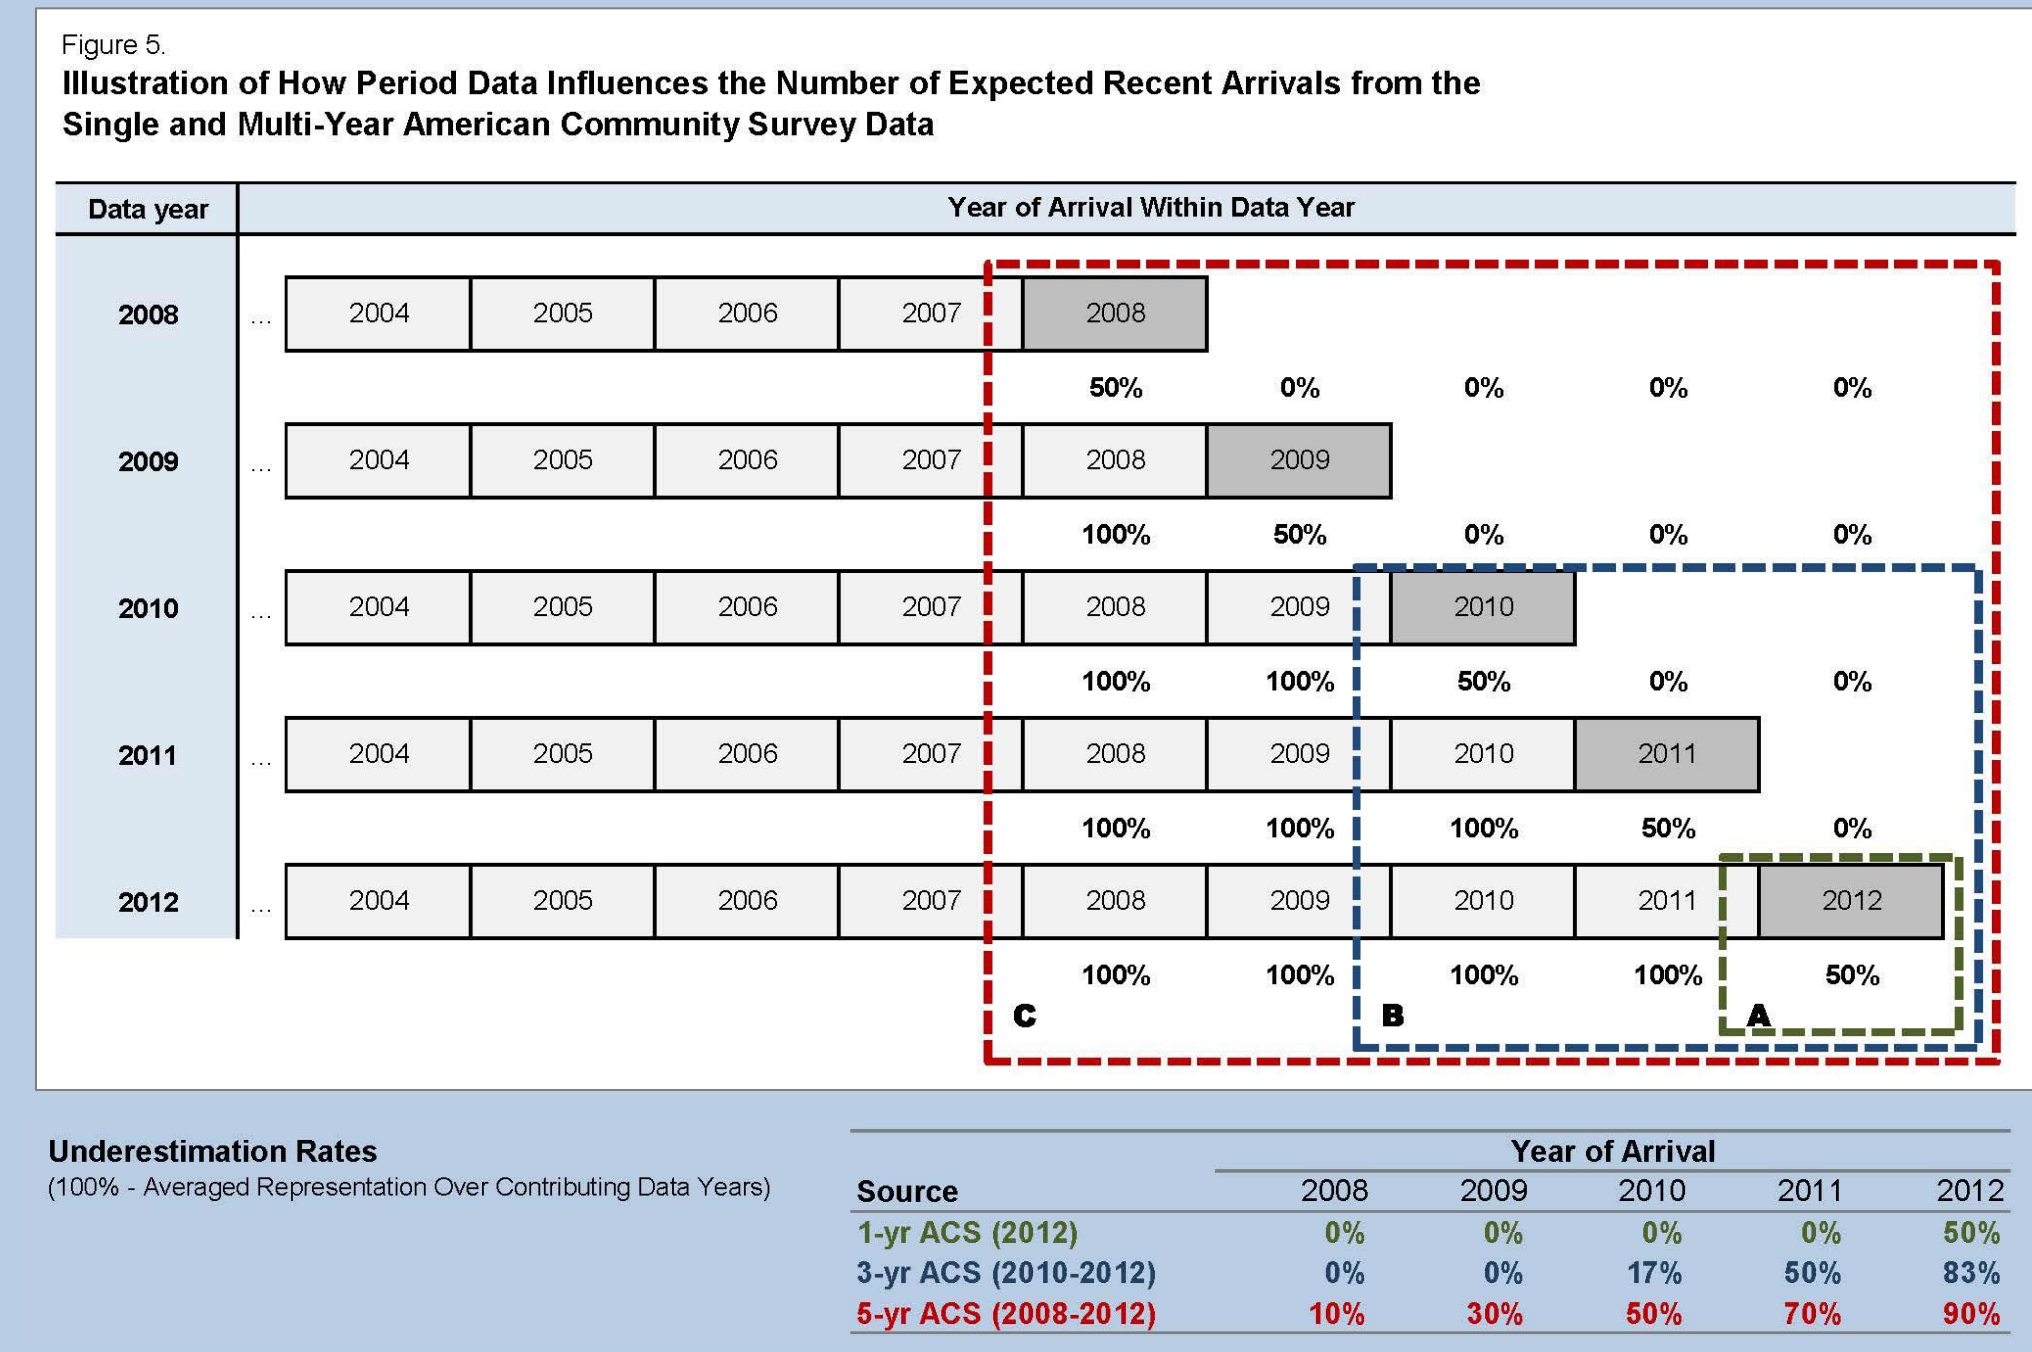 Figure 5.
Illustration of How Period Data Influences the Number of Expected Recent Arrivals from the
Single and Multi-Year American Community Survey Data
Data year Year of Arrival Within Data Year
2008 ... 2004 2005 2006 2007 2008
50% 0% 0% 0% 0%
2009 ... 2004 2005 2006 2007 2008 2009
100% 50% 0% 0% 0%
2010 ... 2004 2005 2006 2007 2008 2009 2010
100% 100% 50% 0% 0%
2011 ... 2004 2005 2006 2007 2008 2009 2010 2011
100% 100% 100% 50% 0%
2012 ... 2004 2005 2006 2007 2008 2009 2010 2011 2012
100% 100% 100% 100% 50%
C B A
Underestimation Rates
(100% - Averaged Representation Over Contributing Data Years)
Year of Arrival
Source 2008 2009 2010 2011 2012
1-yr ACS (2012) 0% 0% 0% 0% 50%
3-yr ACS (2010-2012) 0% 0% 17% 50% 83%
5-yr ACS (2008-2012) 10% 30% 50% 70% 90%